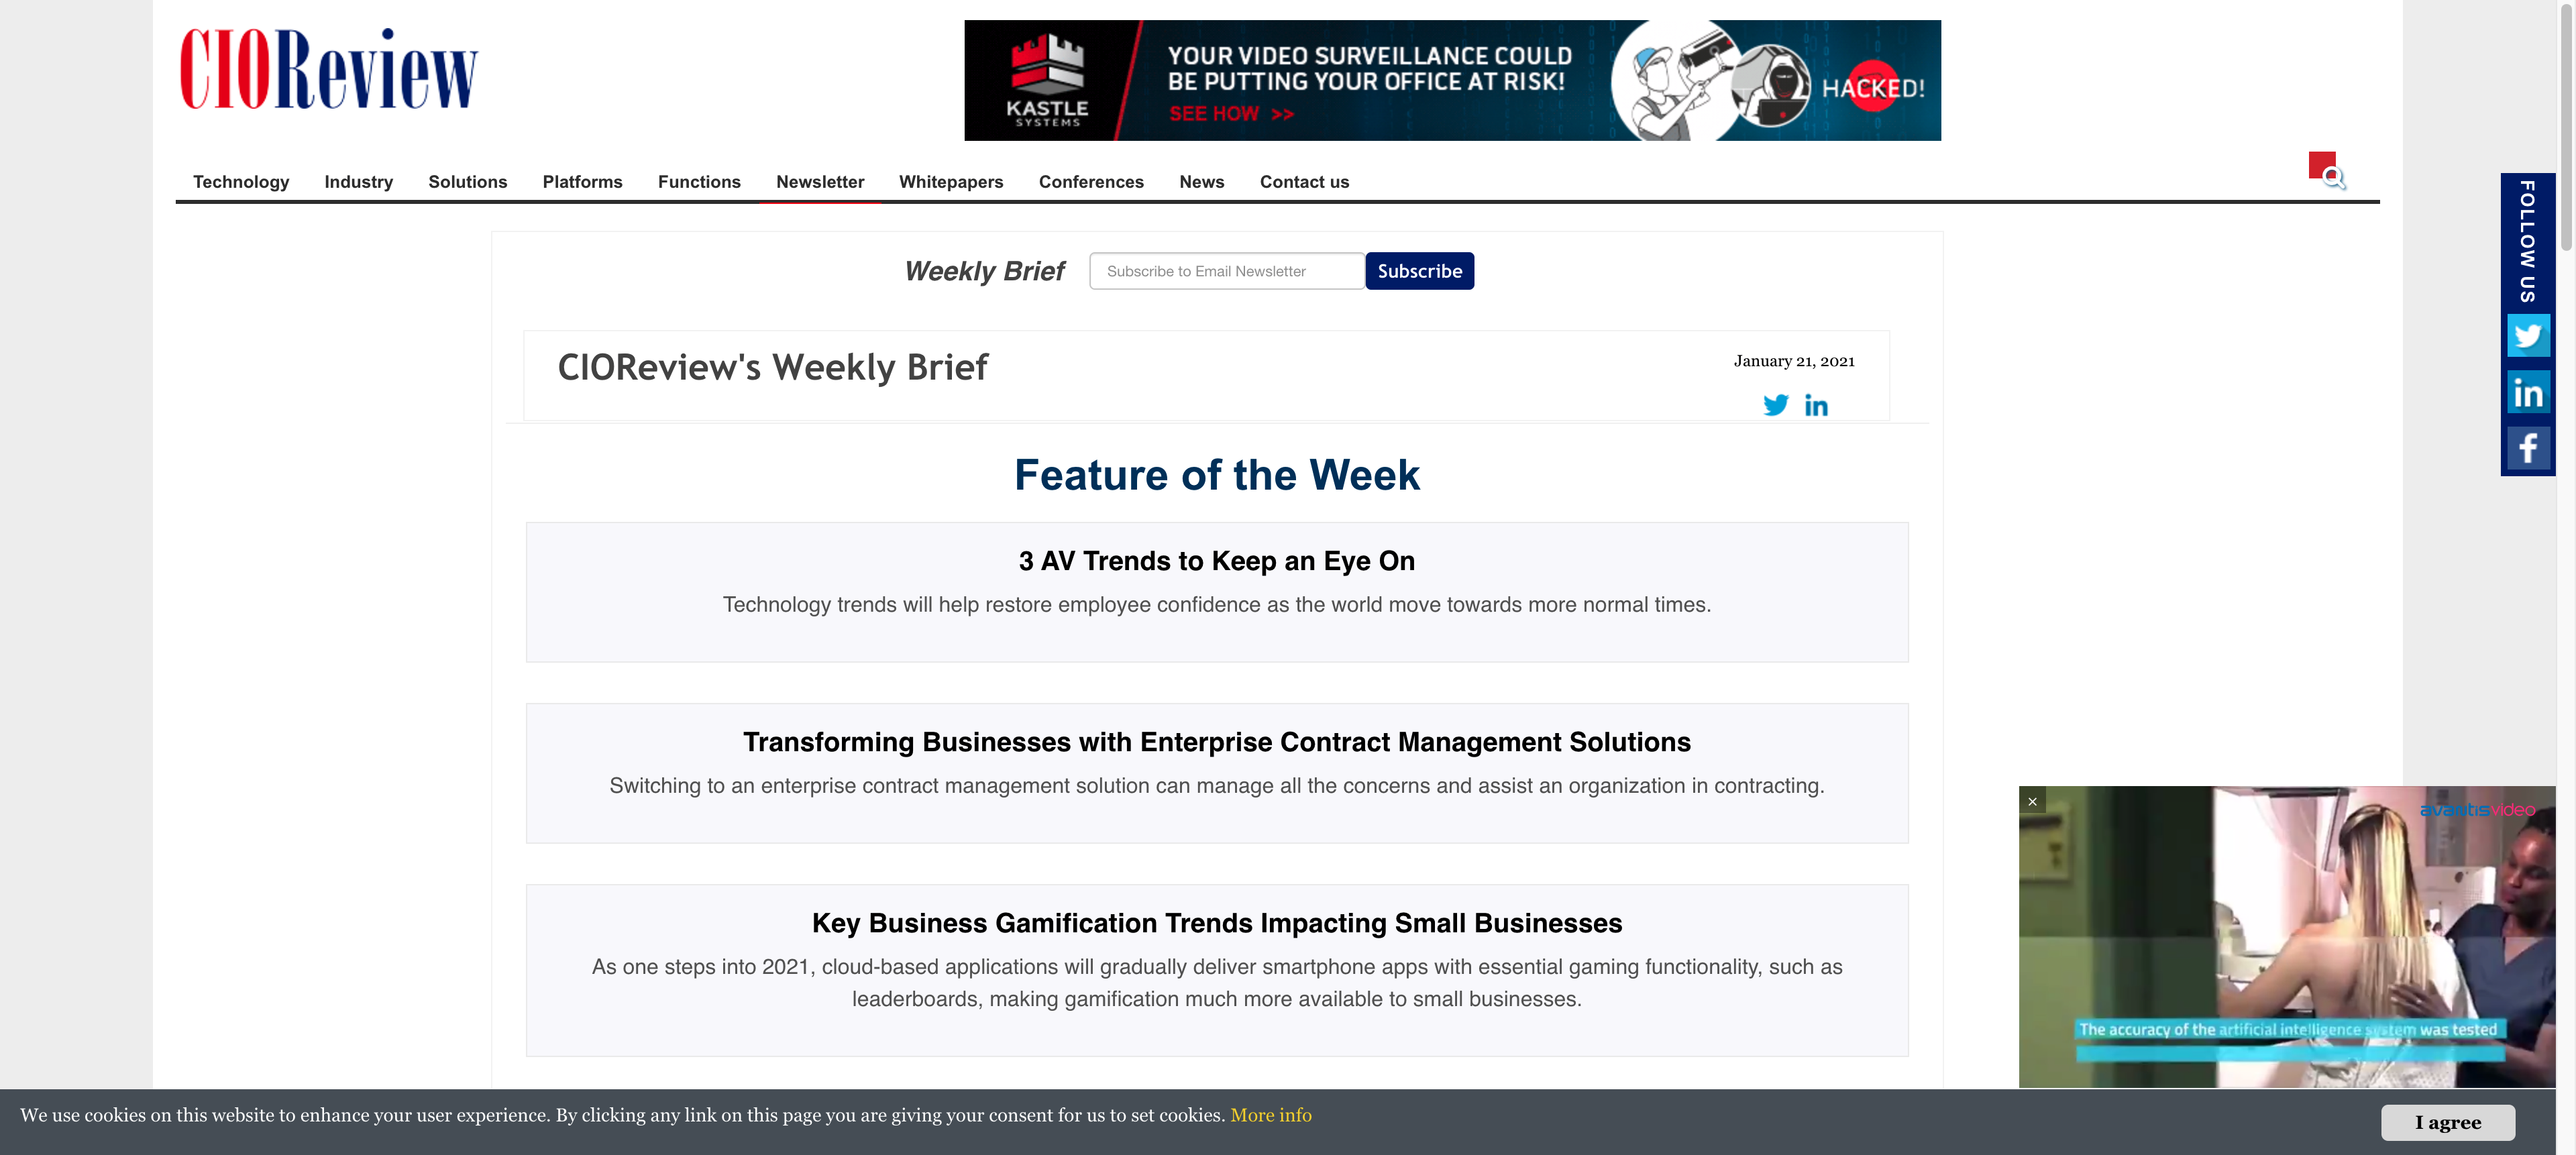 CIOReview
KASTLE
SYSTEMS
YOUR VIDEO SURVEILLANCE COULD
BE PUTTING YOUR OFFICE AT RISK!
SEE HOW >>
HACKED!
Technology Industry Solutions Platforms Functions Newsletter Whitepapers Conferences News Contact us
FOLLOW US
Weekly Brief Subscribe to Email Newsletter Subscribe
CIOReview's Weekly Brief
January 21, 2021
Feature of the Week
3 AV Trends to Keep an Eye On
Technology trends will help restore employee confidence as the world move towards more normal times.
Transforming Businesses with Enterprise Contract Management Solutions
Switching to an enterprise contract management solution can manage all the concerns and assist an organization in contracting.
Key Business Gamification Trends Impacting Small Businesses
As one steps into 2021, cloud-based applications will gradually deliver smartphone apps with essential gaming functionality, such as
leaderboards, making gamification much more available to small businesses.
avantisvideo
The accuracy of the artificial intelligence system was tested
We use cookies on this website to enhance your user experience. By clicking any link on this page you are giving your consent for us to set cookies. More info
I agree